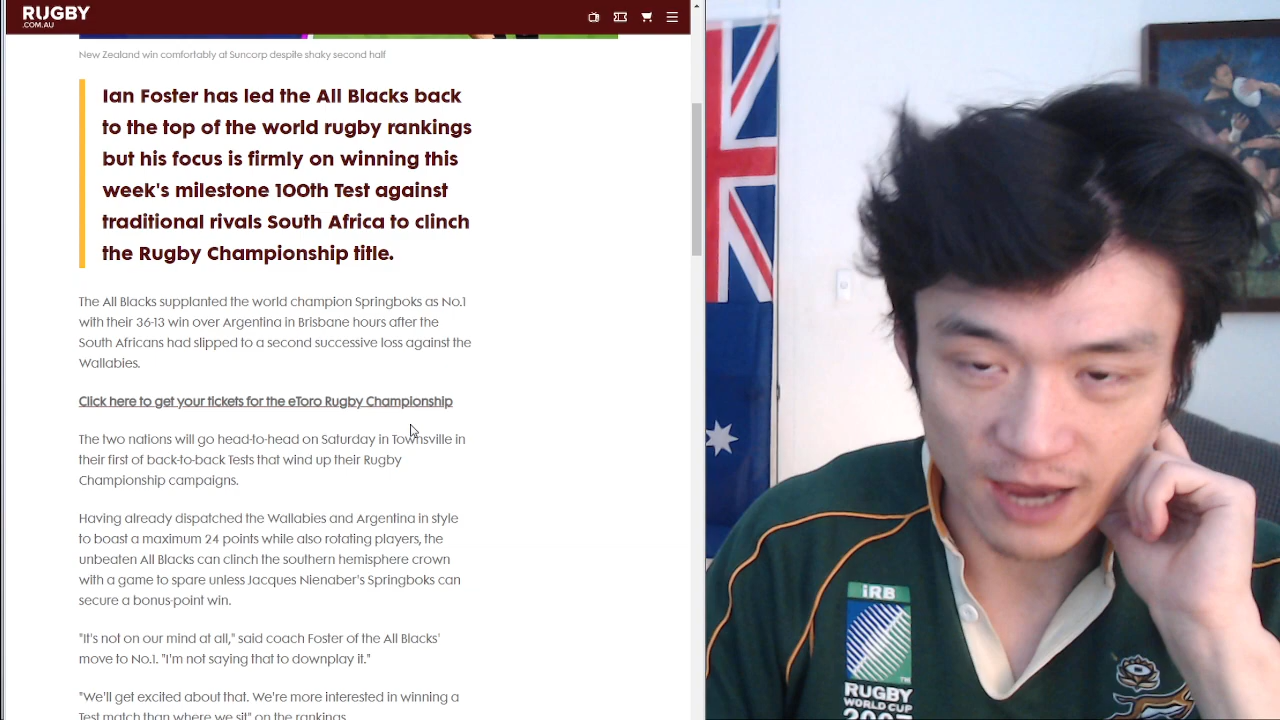 RUGBY
.COM.AU
New Zealand win comfortably at Suncorp despite shaky second half
Ian Foster has led the All Blacks back
to the top of the world rugby rankings
but his focus is firmly on winning this
week's milestone 100th Test against
traditional rivals South Africa to clinch
the Rugby Championship title.
The All Blacks supplanted the world champion Springboks as No.1
with their 36-13 win over Argentina in Brisbane hours after the
South Africans had slipped to a second successive loss against the
Wallabies.
Click here to get your tickets for the eToro Rugby Championship
The two nations will go head-to-head on Saturday in Townsville in
their first of back-to-back Tests that wind up their Rugby
Championship campaigns.
Having already dispatched the Wallabies and Argentina in style
to boast a maximum 24 points while also rotating players, the
unbeaten All Blacks can clinch the southern hemisphere crown
with a game to spare unless Jacques Nienaber's Springboks can
secure a bonus-point win.
"It's not on our mind at all," said coach Foster of the All Blacks'
move to No.1. "I'm not saying that to downplay it."
"We'll get excited about that. We're more interested in winning a
Test match than where we sit" on the rankings.
iRB
RUGBY
WORLD CUP
2007